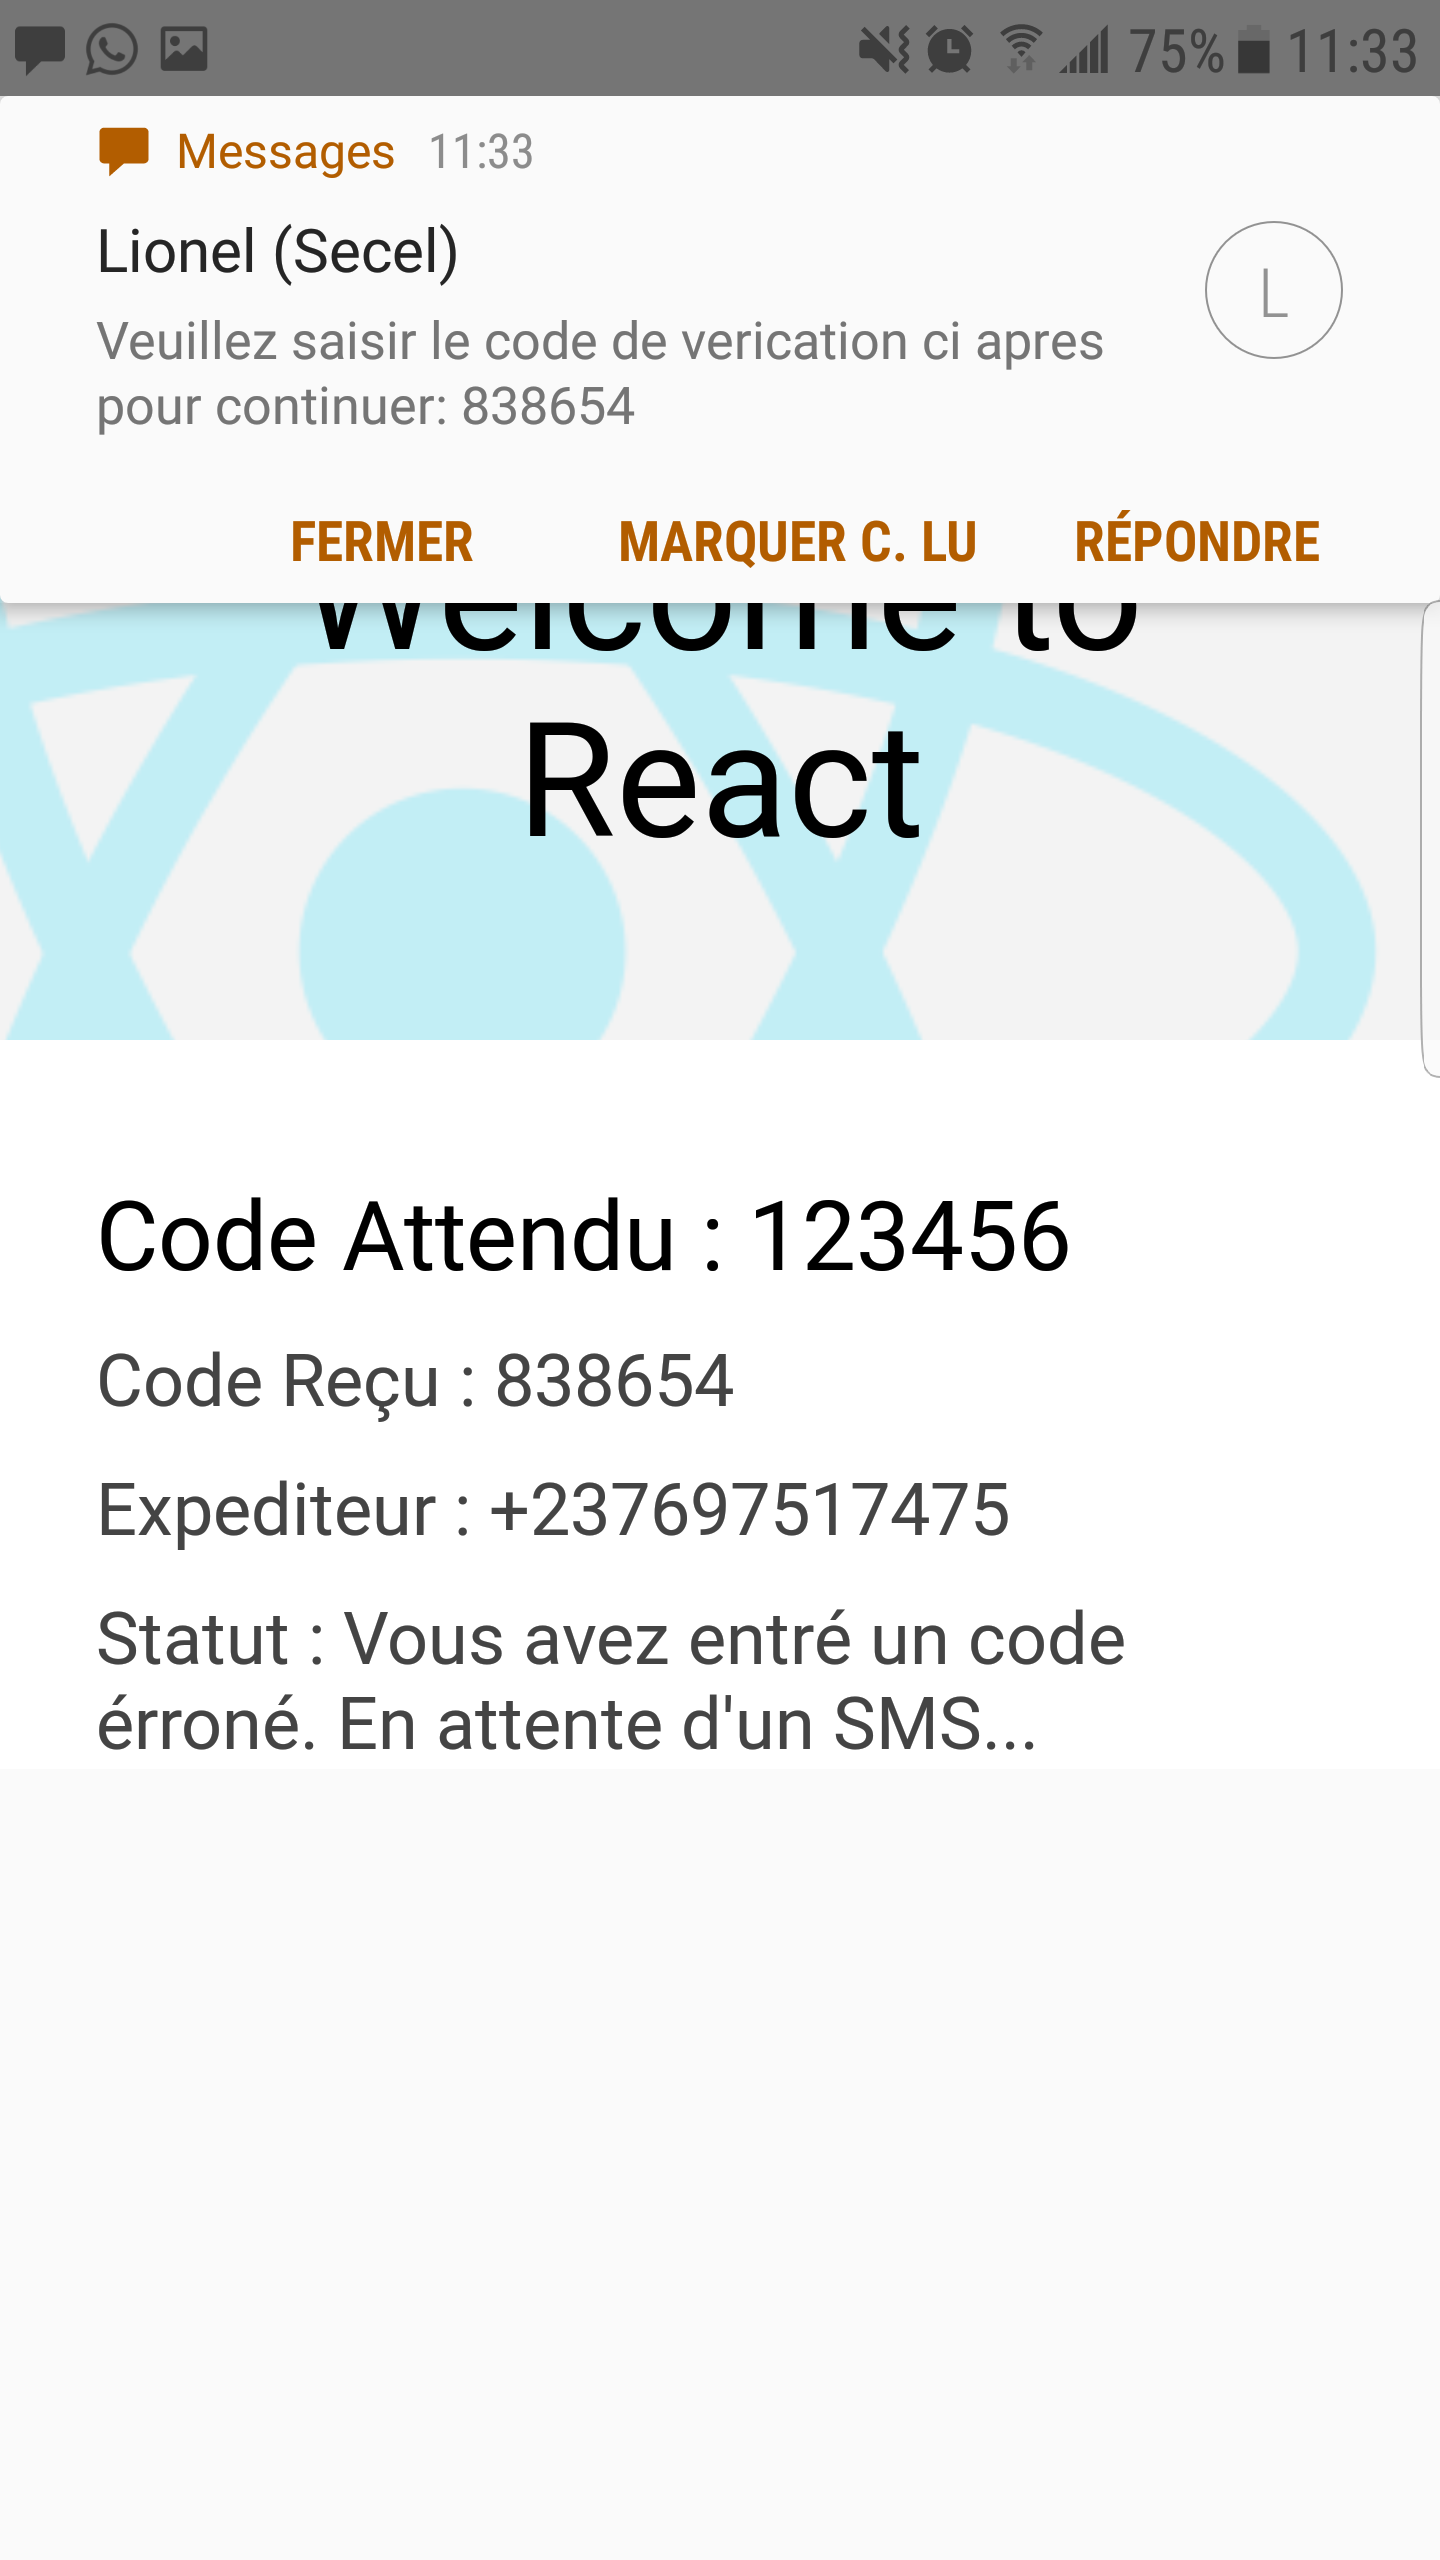 75% 11:33
Messages 11:33
Lionel (Secel)
L
Veuillez saisir le code de verication ci apres
pour continuer: 838654
FERMER MARQUER C. LU RÉPONDRE
Welcome to
React
Code Attendu : 123456
Code Reçu : 838654
Expediteur : +237697517475
Statut : Vous avez entré un code
érroné. En attente d'un SMS...